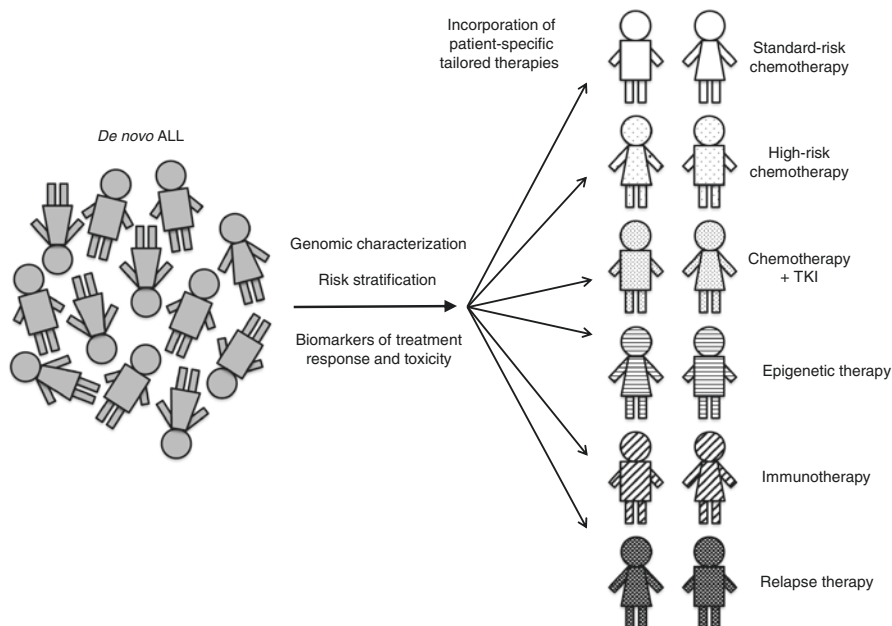 De novo ALL
Genomic characterization
Risk stratification
Biomarkers of treatment
response and toxicity
Incorporation of
patient-specific
tailored therapies
Standard-risk
chemotherapy
High-risk
chemotherapy
Chemotherapy
+ TKI
Epigenetic therapy
Immunotherapy
Relapse therapy